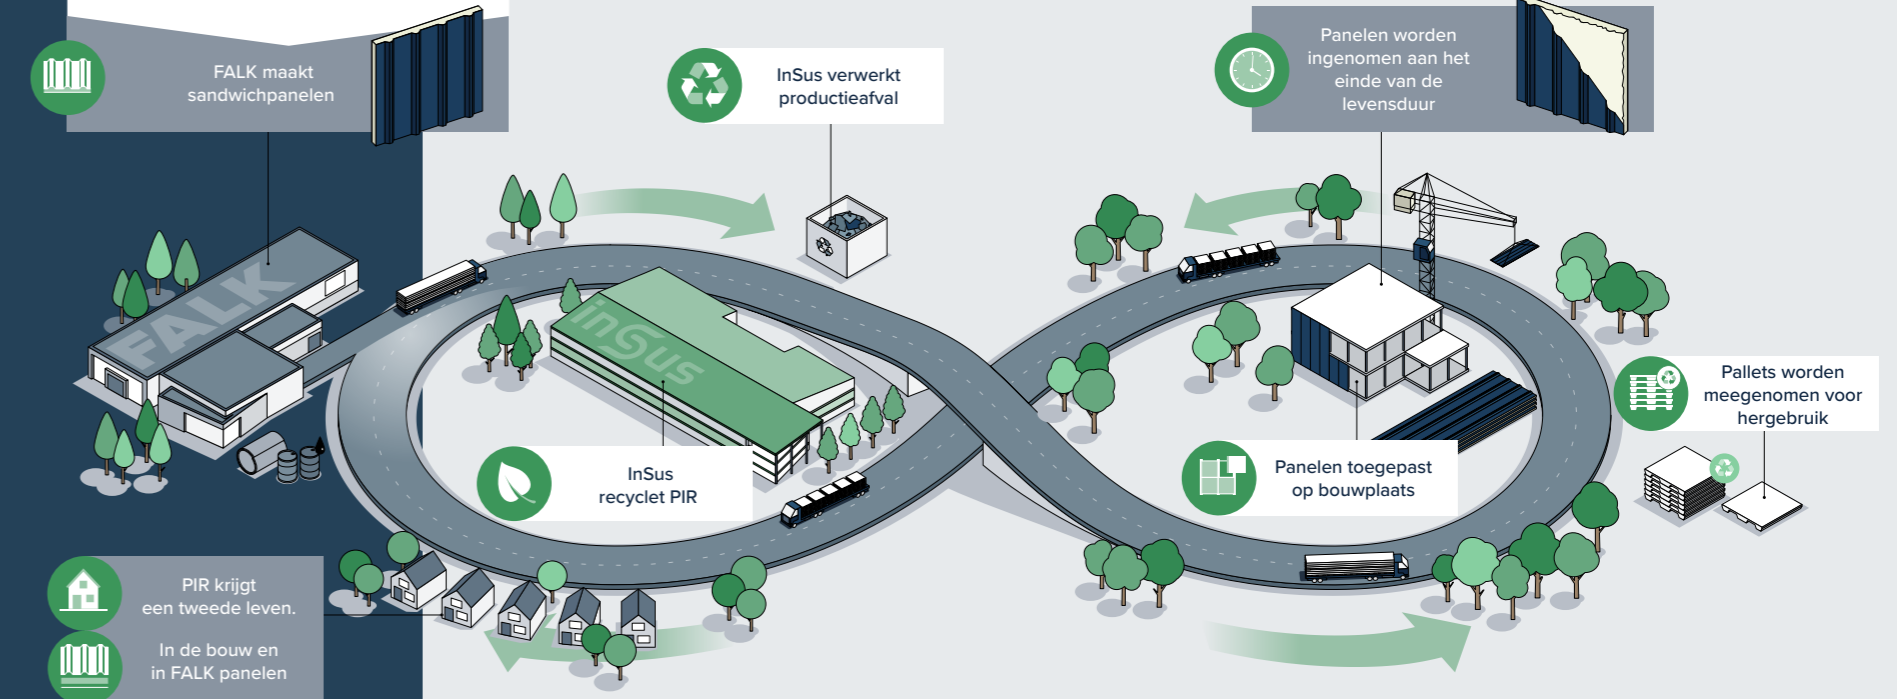 FALK maakt
sandwichpanelen
InSus verwerkt
productieafval
Panelen worden
ingenomen aan het
einde van de
levensduur
FALK
inSus
Pallets worden
meegenomen voor
hergebruik
InSus
recyclet PIR
Panelen toegepast
op bouwplaats
PIR krijgt
een tweede leven.
In de bouw en
in FALK panelen